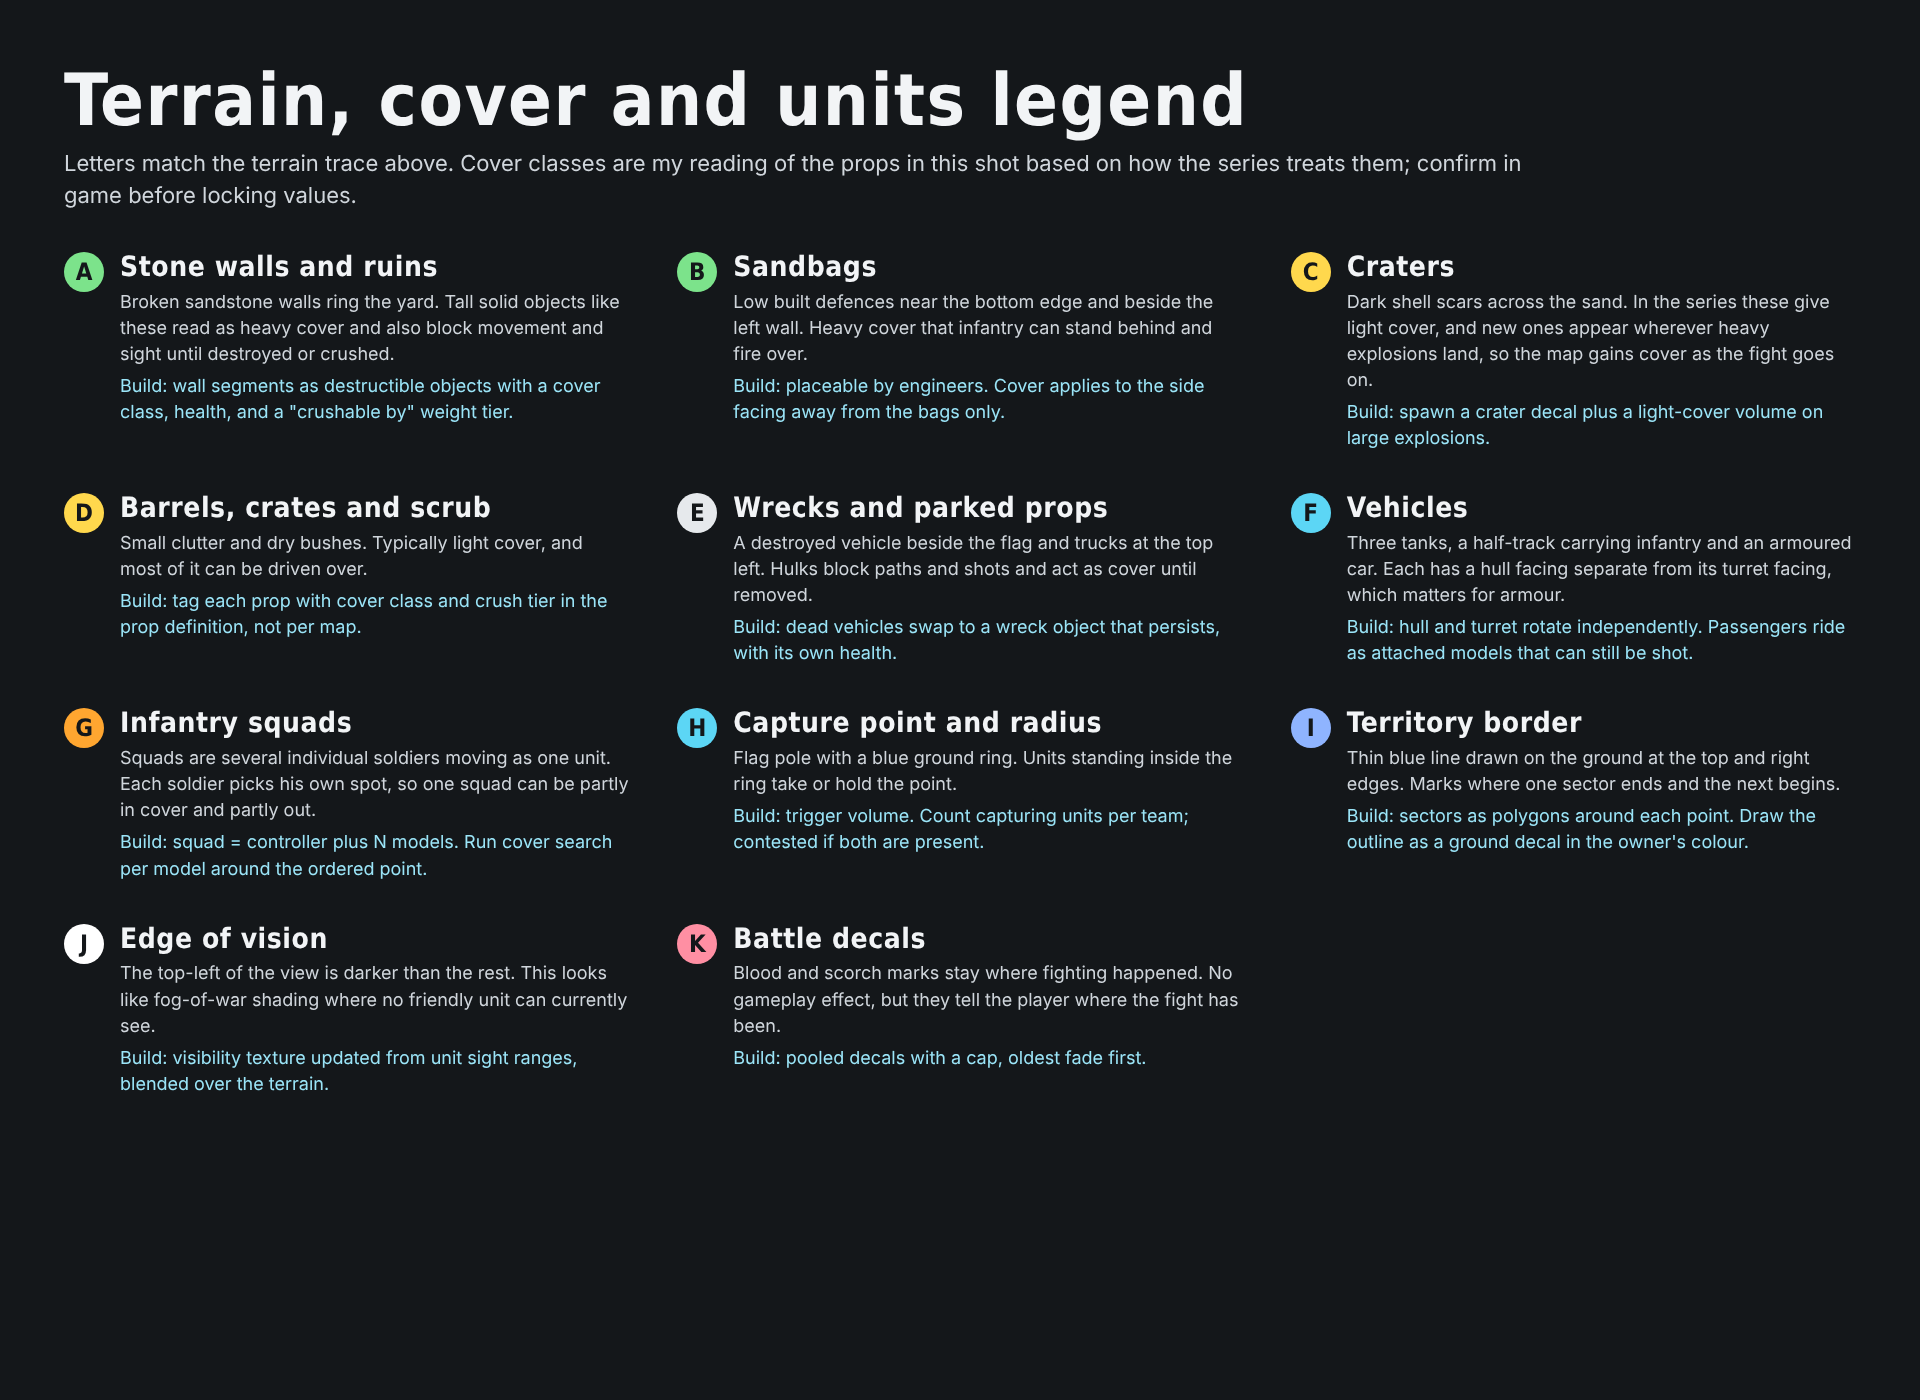 Terrain, cover and units legend
Letters match the terrain trace above. Cover classes are my reading of the props in this shot based on how the series treats them; confirm in
game before locking values.
A
Stone walls and ruins
Broken sandstone walls ring the yard. Tall solid objects like
these read as heavy cover and also block movement and
sight until destroyed or crushed.
Build: wall segments as destructible objects with a cover
class, health, and a "crushable by" weight tier.
B
Sandbags
Low built defences near the bottom edge and beside the
left wall. Heavy cover that infantry can stand behind and
fire over.
Build: placeable by engineers. Cover applies to the side
facing away from the bags only.
C
Craters
Dark shell scars across the sand. In the series these give
light cover, and new ones appear wherever heavy
explosions land, so the map gains cover as the fight goes
on.
Build: spawn a crater decal plus a light-cover volume on
large explosions.
D
Barrels, crates and scrub
Small clutter and dry bushes. Typically light cover, and
most of it can be driven over.
Build: tag each prop with cover class and crush tier in the
prop definition, not per map.
E
Wrecks and parked props
A destroyed vehicle beside the flag and trucks at the top
left. Hulks block paths and shots and act as cover until
removed.
Build: dead vehicles swap to a wreck object that persists,
with its own health.
F
Vehicles
Three tanks, a half-track carrying infantry and an armoured
car. Each has a hull facing separate from its turret facing,
which matters for armour.
Build: hull and turret rotate independently. Passengers ride
as attached models that can still be shot.
G
Infantry squads
Squads are several individual soldiers moving as one unit.
Each soldier picks his own spot, so one squad can be partly
in cover and partly out.
Build: squad = controller plus N models. Run cover search
per model around the ordered point.
H
Capture point and radius
Flag pole with a blue ground ring. Units standing inside the
ring take or hold the point.
Build: trigger volume. Count capturing units per team;
contested if both are present.
I
Territory border
Thin blue line drawn on the ground at the top and right
edges. Marks where one sector ends and the next begins.
Build: sectors as polygons around each point. Draw the
outline as a ground decal in the owner's colour.
J
Edge of vision
The top-left of the view is darker than the rest. This looks
like fog-of-war shading where no friendly unit can currently
see.
Build: visibility texture updated from unit sight ranges,
blended over the terrain.
K
Battle decals
Blood and scorch marks stay where fighting happened. No
gameplay effect, but they tell the player where the fight has
been.
Build: pooled decals with a cap, oldest fade first.